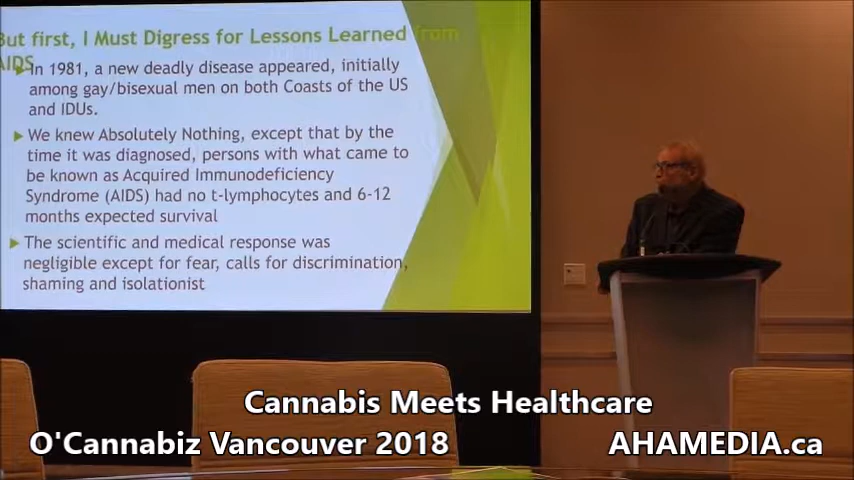 But first, I Must Digress for Lessons Learned from
AIDS
In 1981, a new deadly disease appeared, initially
among gay/bisexual men on both Coasts of the US
and IDUs.
We knew Absolutely Nothing, except that by the
time it was diagnosed, persons with what came to
be known as Acquired Immunodeficiency
Syndrome (AIDS) had no t-lymphocytes and 6-12
months expected survival
The scientific and medical response was
negligible except for fear, calls for discrimination,
shaming and isolationist
Cannabis Meets Healthcare
O'Cannabiz Vancouver 2018
AHAMEDIA.ca